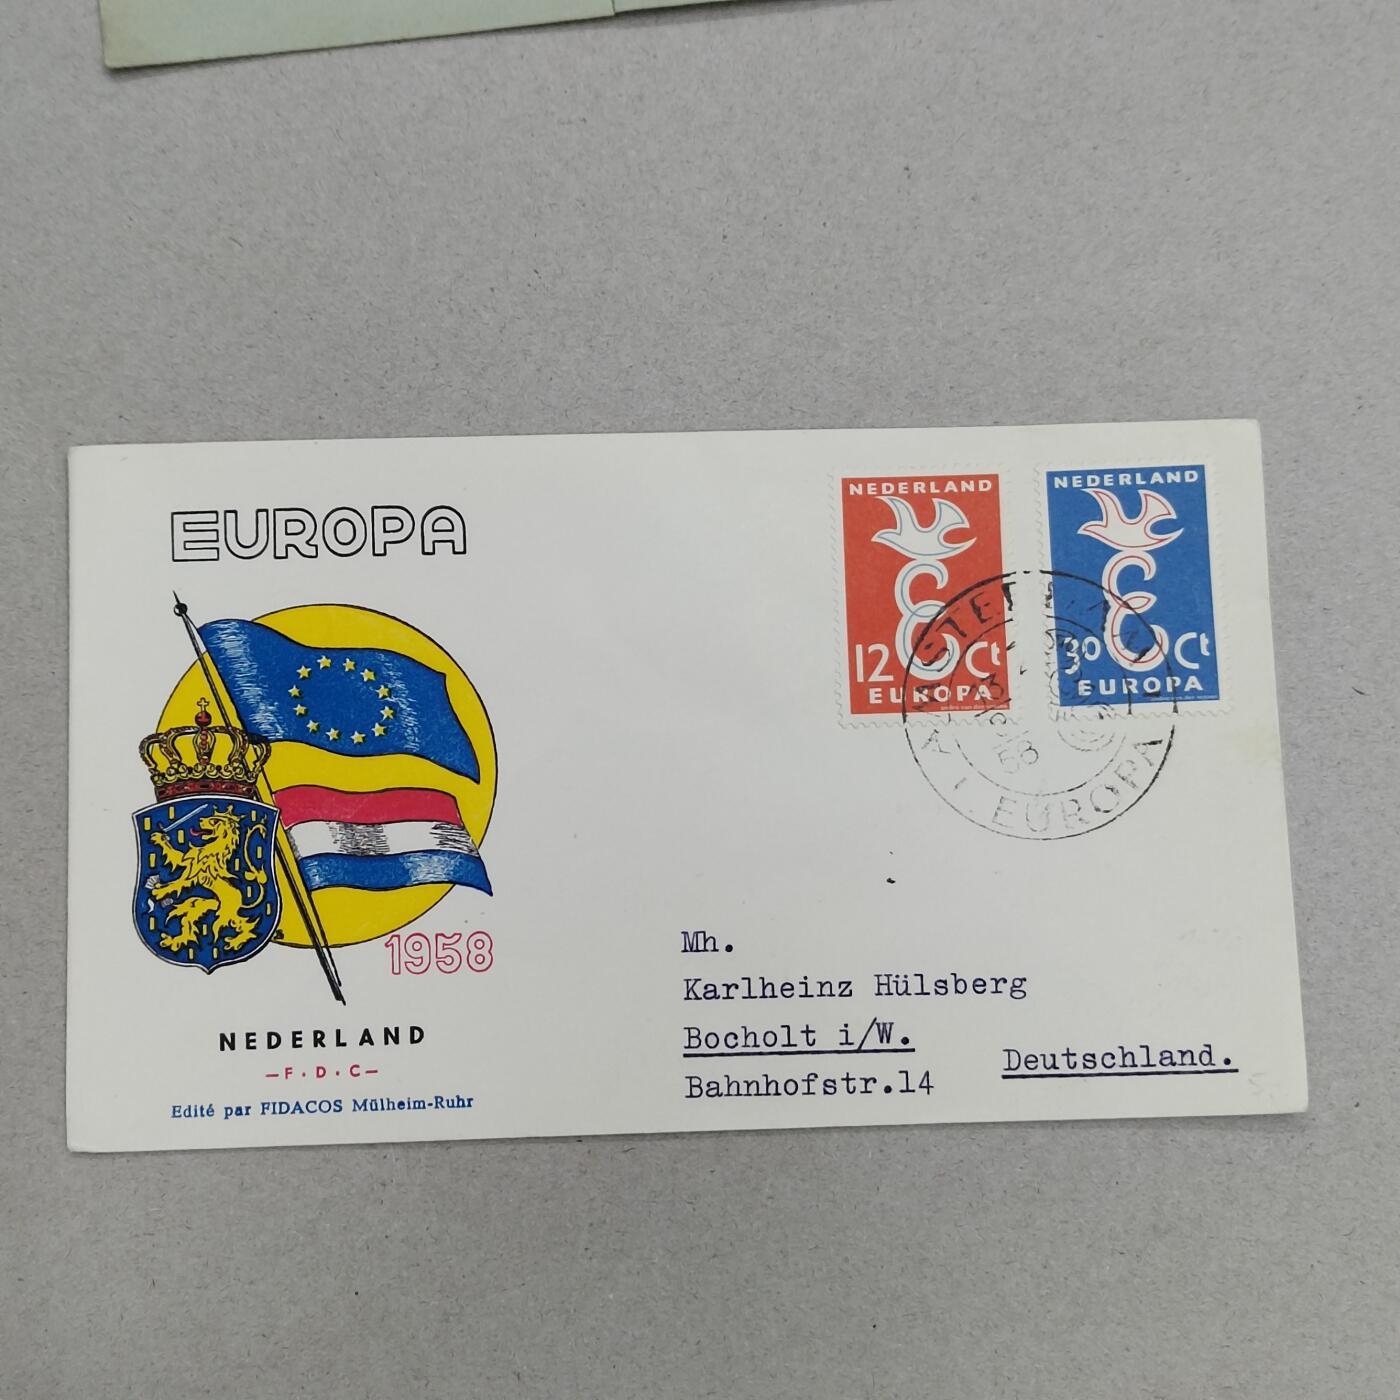 EUROPA
1958
NEDERLAND
—F.D.C—
Edité par FIDACOS Mülheim-Ruhr
NEDERLAND
12 Ct
EUROPA
NEDERLAND
30 Ct
EUROPA
EUROPA
58
Mh.
Karlheinz Hülsberg
Bocholt i/W.
Bahnhofstr.14
Deutschland.